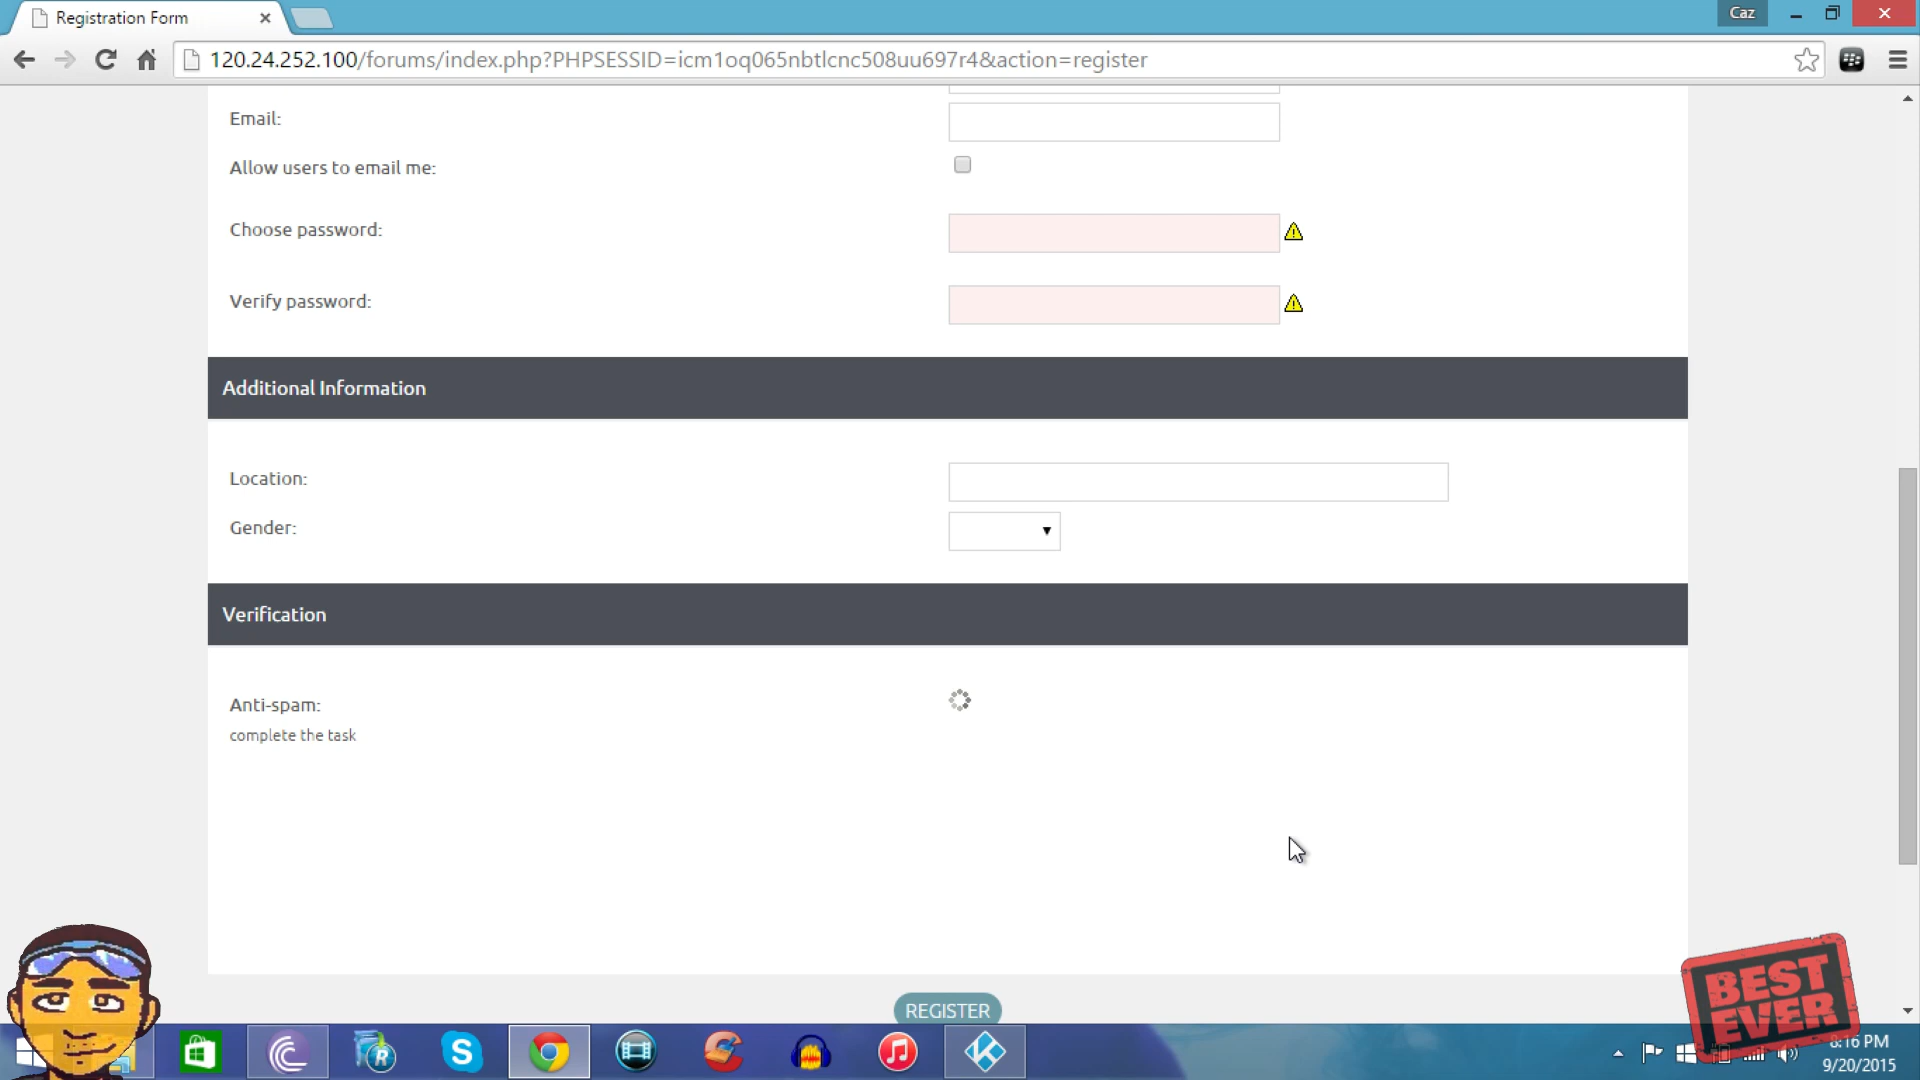 Registration Form
Caz
120.24.252.100/forums/index.php?PHPSESSID=icm1oq065nbtlcnc508uu697r4&action=register
Email:
Allow users to email me:
Choose password:
Verify password:
Additional Information
Location:
Gender:
Verification
Anti-spam:
complete the task
REGISTER
BEST
EVER
8:16 PM
9/20/2015